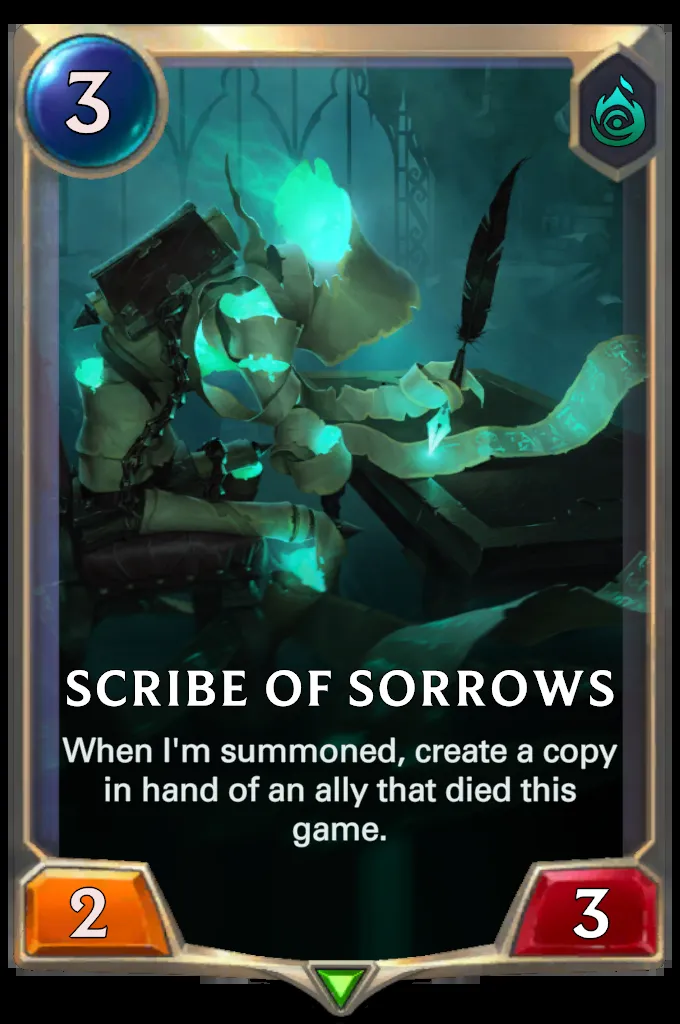 3
SCRIBE OF SORROWS
When I'm summoned, create a copy
in hand of an ally that died this
game.
2
3